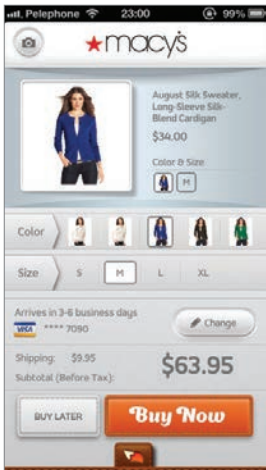 Pelephone 23:00 99%
macy's
August Silk Sweater,
Long-Sleeve Silk-
Blend Cardigan
$34.00
Color & Size
M
Color
Size S M L XL
Arrives in 3-6 business days
VISA **** 7090
Change
Shipping: $9.95
Subtotal (Before Tax):
$63.95
BUY LATER
Buy Now